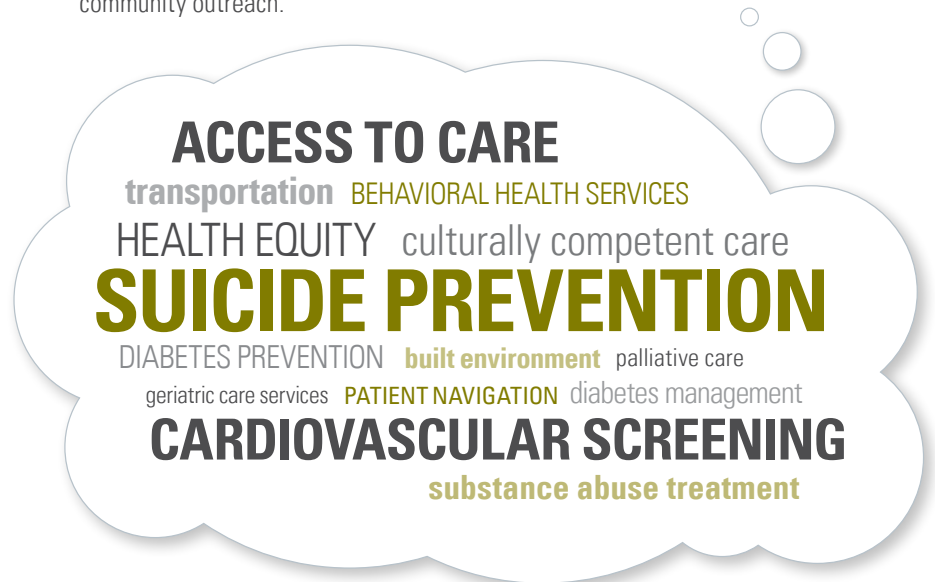 community outreach.
ACCESS TO CARE
transportation BEHAVIORAL HEALTH SERVICES
HEALTH EQUITY culturally competent care
SUICIDE PREVENTION
DIABETES PREVENTION built environment palliative care
geriatric care services PATIENT NAVIGATION diabetes management
CARDIOVASCULAR SCREENING
substance abuse treatment